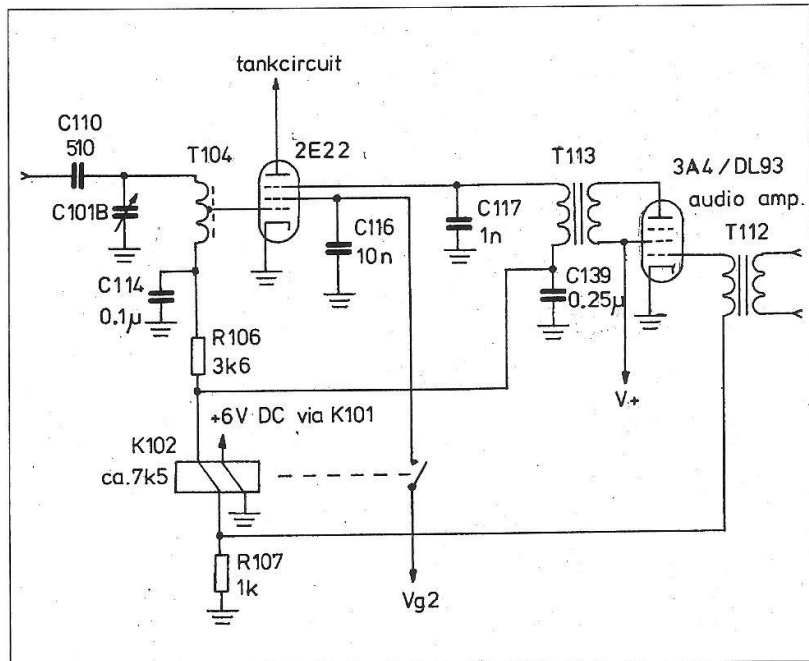 tankcircuit
C110
510
T104
2E22
T113
3A4/DL93
audio amp.
T112
C101B
C116
10n
C117
1n
C114
0.1µ
C139
0.25µ
R106
3k6
V+
+6V DC via K101
K102
ca.7k5
R107
1k
Vg2